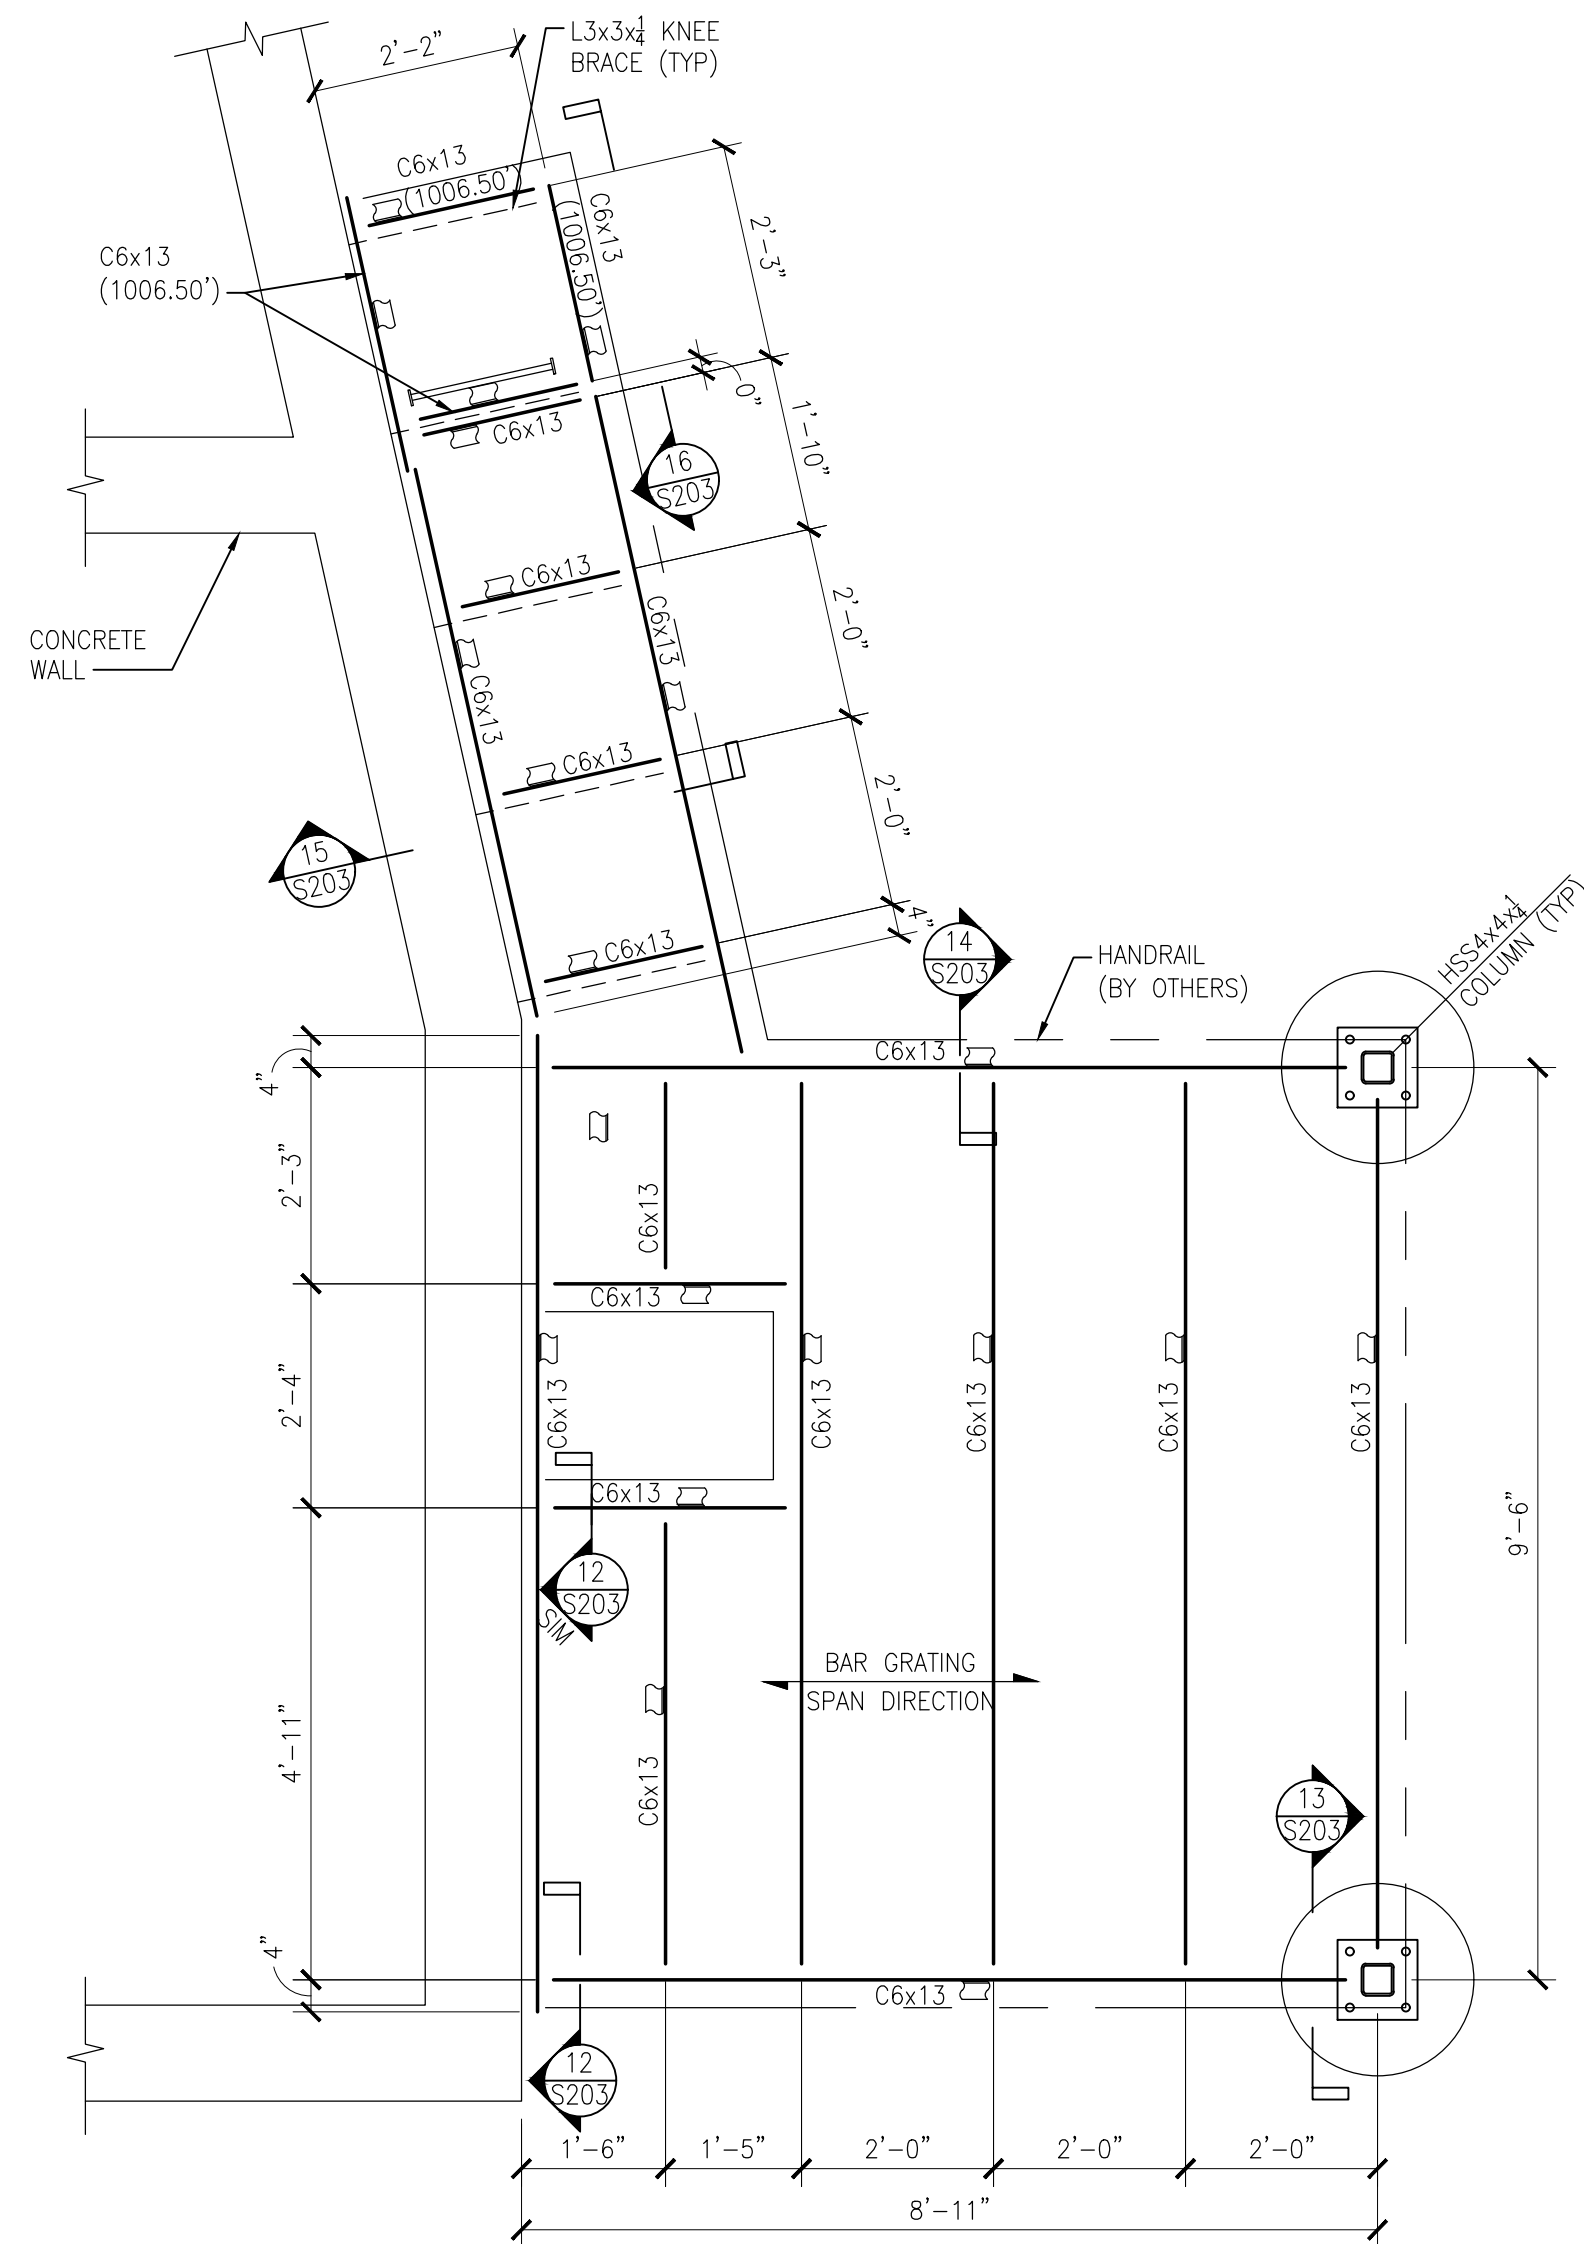 2'-2"
L3x3x1/4 KNEE
BRACE (TYP)
C6x13
(1006.50')
C6x13
(1006.50')
2'-3"
C6x13
(1006.50')
0"
1'-10"
C6x13
16
S203
C6x13
2'-0"
CONCRETE
WALL
C6x13
C6x13
C6x13
2'-0"
15
S203
C6x13
4"
14
S203
HANDRAIL
(BY OTHERS)
HSS4x4x1/4
COLUMN (TYP)
C6x13
4"
2'-3"
C6x13
C6x13
2'-4"
C6x13
C6x13
C6x13
C6x13
C6x13
C6x13
9'-6"
12
S203
SIM
BAR GRATING
SPAN DIRECTION
4'-11"
C6x13
13
S203
4"
C6x13
12
S203
1'-6"
1'-5"
2'-0"
2'-0"
2'-0"
8'-11"